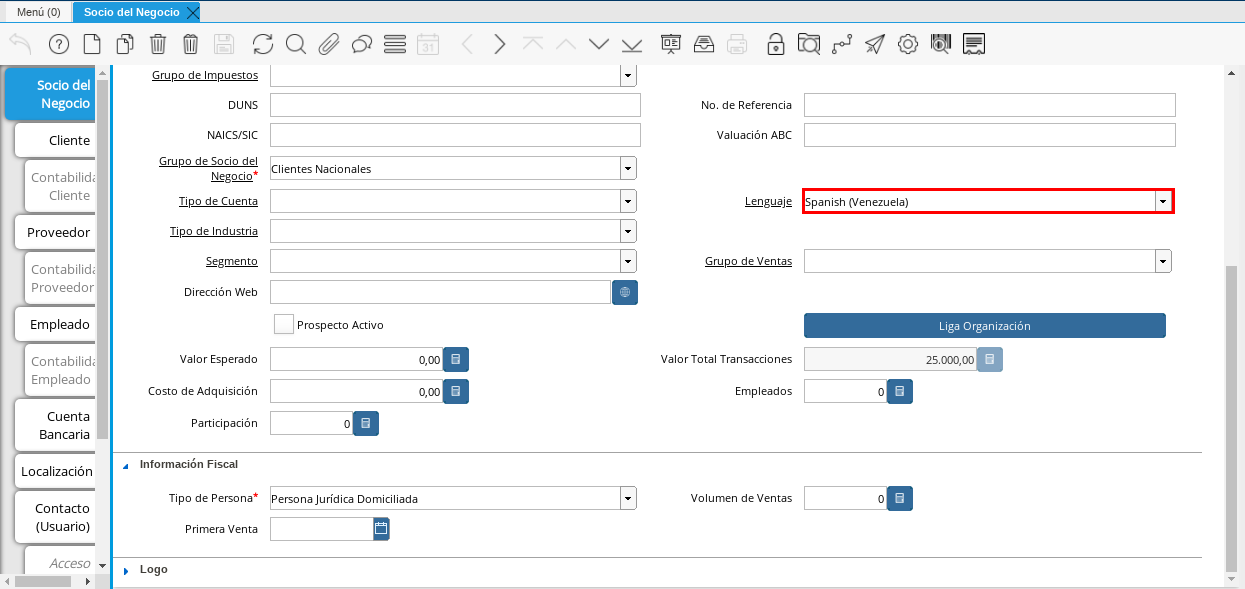 Menú (0)
Socio del Negocio
31
Socio del
Negocio
Cliente
Contabilida
Cliente
Proveedor
Contabilida
Proveedor
Empleado
Contabilida
Empleado
Cuenta
Bancaria
Localización
Contacto
(Usuario)
Acceso
Grupo de Impuestos
DUNS
No. de Referencia
NAICS/SIC
Valuación ABC
Grupo de Socio del
Negocio* Clientes Nacionales
Tipo de Cuenta
Lenguaje Spanish (Venezuela)
Tipo de Industria
Segmento
Grupo de Ventas
Dirección Web
Prospecto Activo
Liga Organización
Valor Esperado 0,00
Valor Total Transacciones 25.000,00
Costo de Adquisición 0,00
Empleados 0
Participación 0
Información Fiscal
Tipo de Persona* Persona Jurídica Domiciliada
Volumen de Ventas 0
Primera Venta
Logo